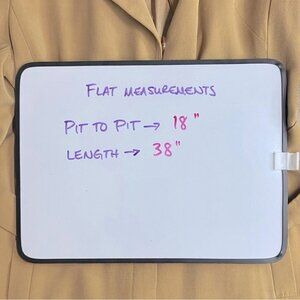 FLAT MEASUREMENTS
PIT TO PIT → 18"
LENGTH → 38"